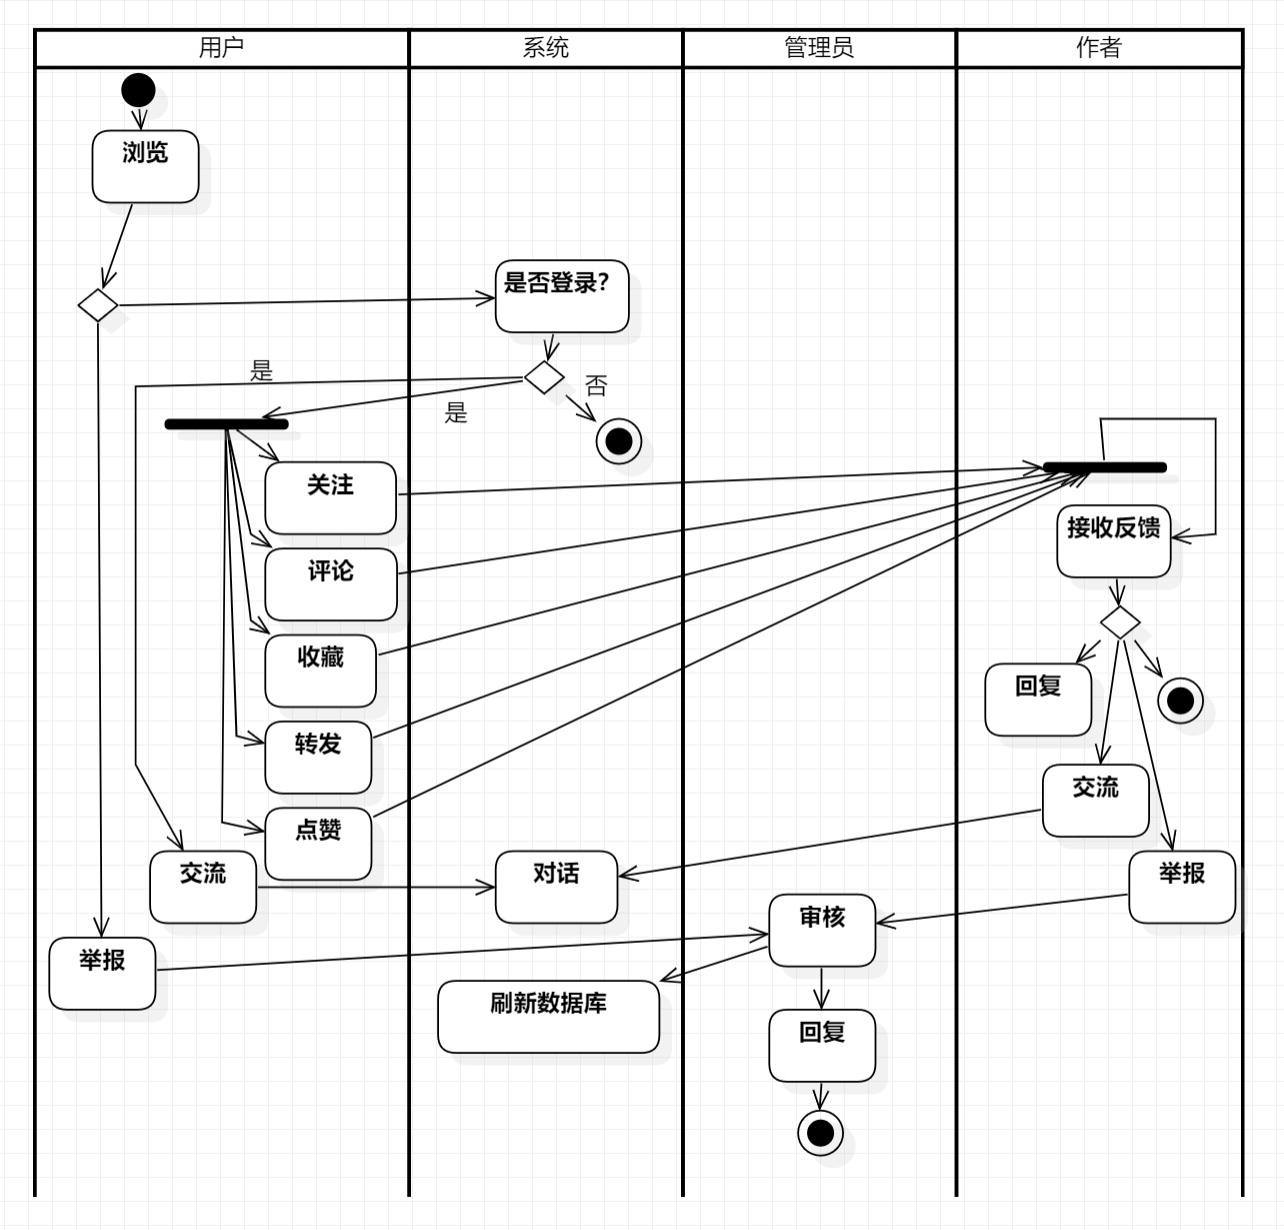 用户
系统
管理员
作者
浏览
是否登录？
是
否
是
关注
接收反馈
评论
收藏
回复
转发
交流
点赞
交流
对话
举报
审核
举报
刷新数据库
回复